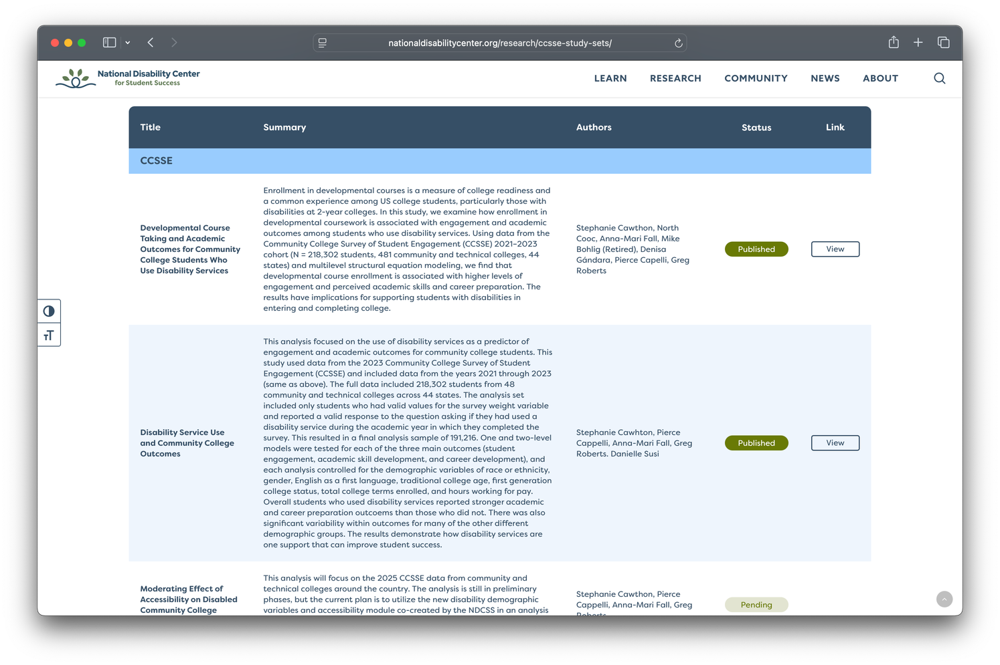 nationaldisabilitycenter.org/research/ccsse-study-sets/
National Disability Center
for Student Success
LEARN
RESEARCH
COMMUNITY
NEWS
ABOUT
Title
Summary
Authors
Status
Link
CCSSE
Developmental Course
Taking and Academic
Outcomes for Community
College Students Who
Use Disability Services
Enrollment in developmental courses is a measure of college readiness and
a common experience among US college students, particularly those with
disabilities at 2-year colleges. In this study, we examine how enrollment in
developmental coursework is associated with engagement and academic
outcomes among students who use disability services. Using data from the
Community College Survey of Student Engagement (CCSSE) 2021–2023
cohort (N = 218,302 students, 481 community and technical colleges, 44
states) and multilevel structural equation modeling, we find that
developmental course enrollment is associated with higher levels of
engagement and perceived academic skills and career preparation. The
results have implications for supporting students with disabilities in
entering and completing college.
Stephanie Cawthon, North
Cooc, Anna-Mari Fall, Mike
Bohlig (Retired), Denisa
Gándara, Pierce Capelli, Greg
Roberts
Published
View
Disability Service Use
and Community College
Outcomes
This analysis focused on the use of disability services as a predictor of
engagement and academic outcomes for community college students. This
study used data from the 2023 Community College Survey of Student
Engagement (CCSSE) and included data from the years 2021 through 2023
(same as above). The full data included 218,302 students from 48
community and technical colleges across 44 states. The analysis set
included only students who had valid values for the survey weight variable
and reported a valid response to the question asking if they had used a
disability service during the academic year in which they completed the
survey. This resulted in a final analysis sample of 191,216. One and two-level
models were tested for each of the three main outcomes (student
engagement, academic skill development, and career development), and
each analysis controlled for the demographic variables of race or ethnicity,
gender, English as a first language, traditional college age, first generation
college status, total college terms enrolled, and hours working for pay.
Overall students who used disability services reported stronger academic
and career preparation outcoems than those who did not. There was also
significant variability within outcomes for many of the other different
demographic groups. The results demonstrate how disability services are
one support that can improve student success.
Stephanie Cawhton, Pierce
Cappelli, Anna-Mari Fall, Greg
Roberts. Danielle Susi
Published
View
Moderating Effect of
Accessibility on Disabled
Community College
This analysis will focus on the 2025 CCSSE data from community and
technical colleges around the country. The analysis is still in preliminary
phases, but the current plan is to utilize the new disability demographic
variables and accessibility module co-created by the NDCSS in an analysis
Stephanie Cawthon, Pierce
Cappelli, Anna-Mari Fall, Greg
Roberts
Pending